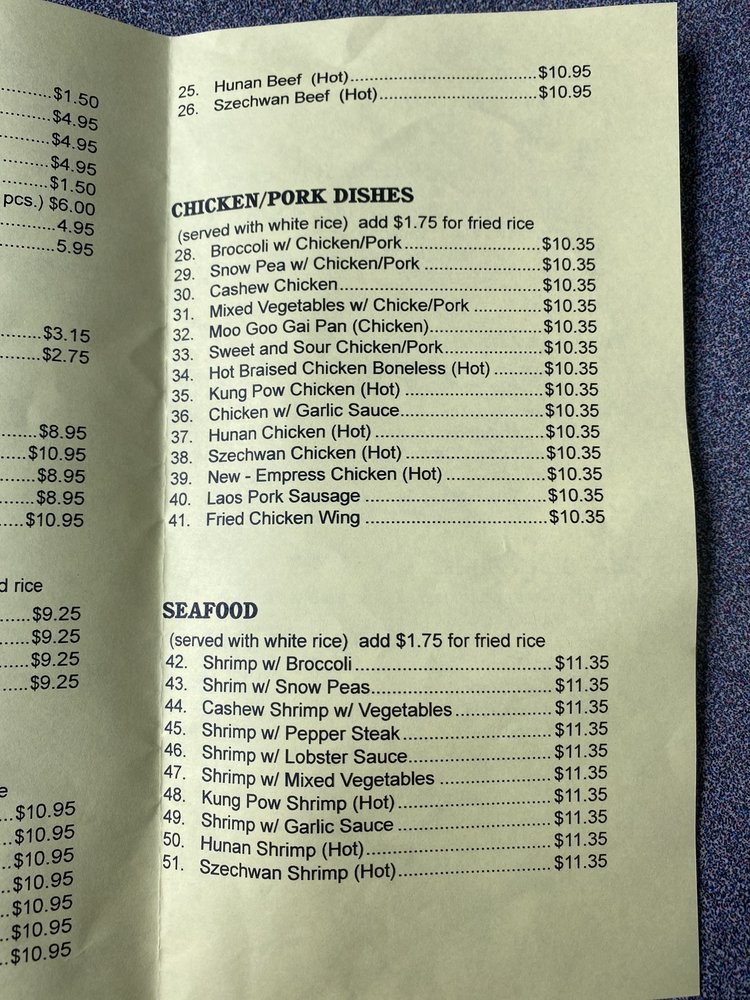 ..........$1.50
..........$4.95
..........$4.95
..........$4.95
..........$1.50
pcs.) $6.00
..........4.95
..........5.95
.......$3.15
.......$2.75
......$8.95
....$10.95
......$8.95
......$8.95
....$10.95
d rice
......$9.25
......$9.25
......$9.25
.....$9.25
e
...$10.95
...$10.95
...$10.95
...$10.95
...$10.95
...$10.95
...$10.95
25. Hunan Beef (Hot)......................................$10.95
26. Szechwan Beef (Hot)................................$10.95
CHICKEN/PORK DISHES
(served with white rice) add $1.75 for fried rice
28. Broccoli w/ Chicken/Pork...........................$10.35
29. Snow Pea w/ Chicken/Pork .......................$10.35
30. Cashew Chicken........................................$10.35
31. Mixed Vegetables w/ Chicke/Pork .............$10.35
32. Moo Goo Gai Pan (Chicken)......................$10.35
33. Sweet and Sour Chicken/Pork...................$10.35
34. Hot Braised Chicken Boneless (Hot) .........$10.35
35. Kung Pow Chicken (Hot) ...........................$10.35
36. Chicken w/ Garlic Sauce............................$10.35
37. Hunan Chicken (Hot) .................................$10.35
38. Szechwan Chicken (Hot) ...........................$10.35
39. New - Empress Chicken (Hot) ...................$10.35
40. Laos Pork Sausage ...................................$10.35
41. Fried Chicken Wing ...................................$10.35
SEAFOOD
(served with white rice) add $1.75 for fried rice
42. Shrimp w/ Broccoli......................................$11.35
43. Shrim w/ Snow Peas...................................$11.35
44. Cashew Shrimp w/ Vegetables...................$11.35
45. Shrimp w/ Pepper Steak.............................$11.35
46. Shrimp w/ Lobster Sauce............................$11.35
47. Shrimp w/ Mixed Vegetables ......................$11.35
48. Kung Pow Shrimp (Hot)..............................$11.35
49. Shrimp w/ Garlic Sauce ..............................$11.35
50. Hunan Shrimp (Hot)....................................$11.35
51. Szechwan Shrimp (Hot)..............................$11.35